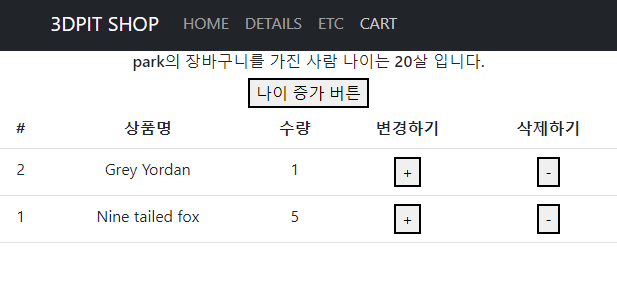 3DPIT SHOP HOME DETAILS ETC CART
park의 장바구니를 가진 사람 나이는 20살 입니다.
나이 증가 버튼
# 상품명 수량 변경하기 삭제하기
2 Grey Yordan 1 + -
1 Nine tailed fox 5 + -